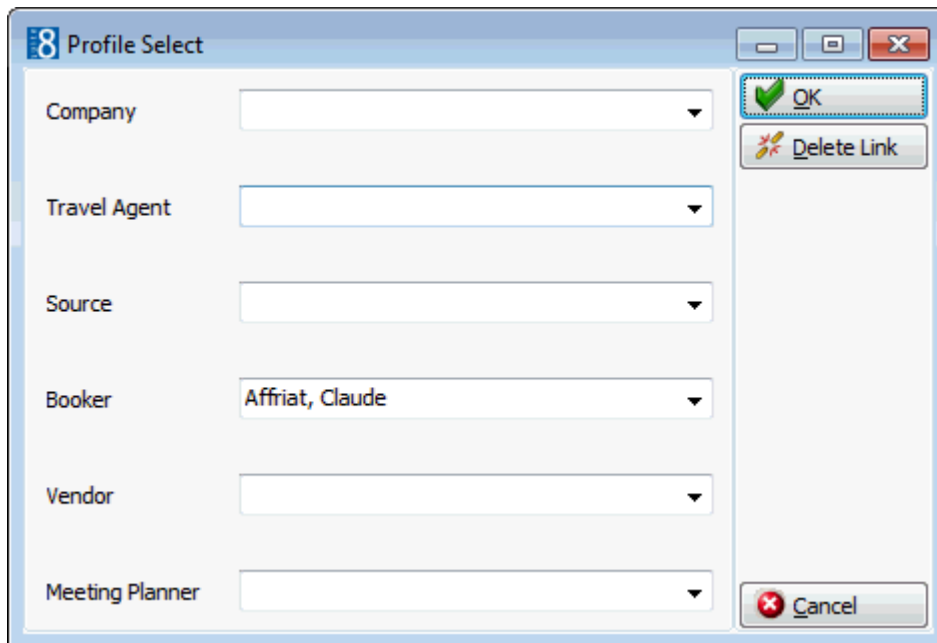 8 Profile Select
Company
OK
Delete Link
Travel Agent
Source
Booker Affriat, Claude
Vendor
Meeting Planner
Cancel